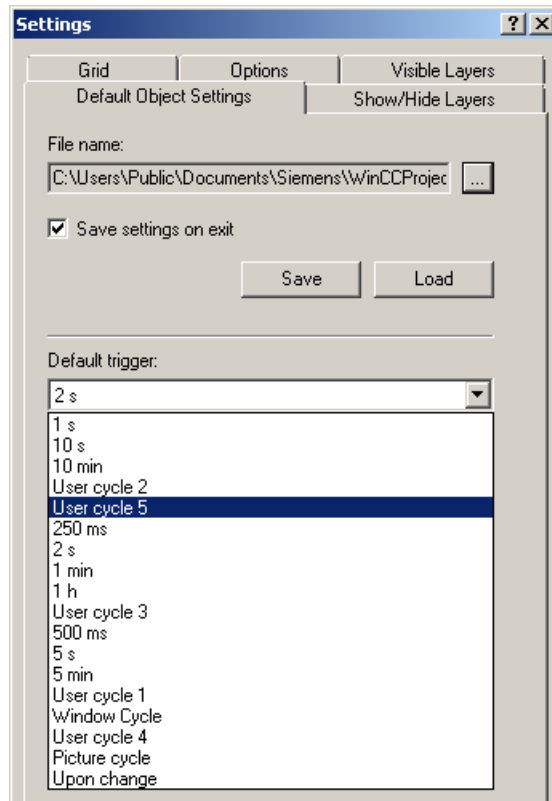 Settings
Grid
Options
Visible Layers
Default Object Settings
Show/Hide Layers
File name:
C:\Users\Public\Documents\Siemens\WinCCProjec
...
Save settings on exit
Save
Load
Default trigger:
2 s
1 s
10 s
10 min
User cycle 2
User cycle 5
250 ms
2 s
1 min
1 h
User cycle 3
500 ms
5 s
5 min
User cycle 1
Window Cycle
User cycle 4
Picture cycle
Upon change